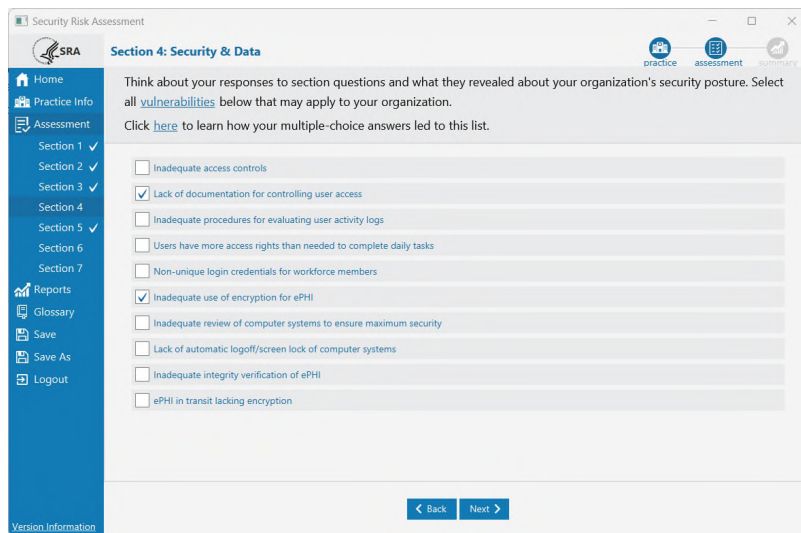 Security Risk Assessment
SRA
Section 4: Security & Data
practice
assessment
summary
Home
Practice Info
Assessment
Section 1
Section 2
Section 3
Section 4
Section 5
Section 6
Section 7
Reports
Glossary
Save
Save As
Logout
Version Information
Think about your responses to section questions and what they revealed about your organization's security posture. Select
all vulnerabilities below that may apply to your organization.
Click here to learn how your multiple-choice answers led to this list.
Inadequate access controls
Lack of documentation for controlling user access
Inadequate procedures for evaluating user activity logs
Users have more access rights than needed to complete daily tasks
Non-unique login credentials for workforce members
Inadequate use of encryption for ePHI
Inadequate review of computer systems to ensure maximum security
Lack of automatic logoff/screen lock of computer systems
Inadequate integrity verification of ePHI
ePHI in transit lacking encryption
Back
Next